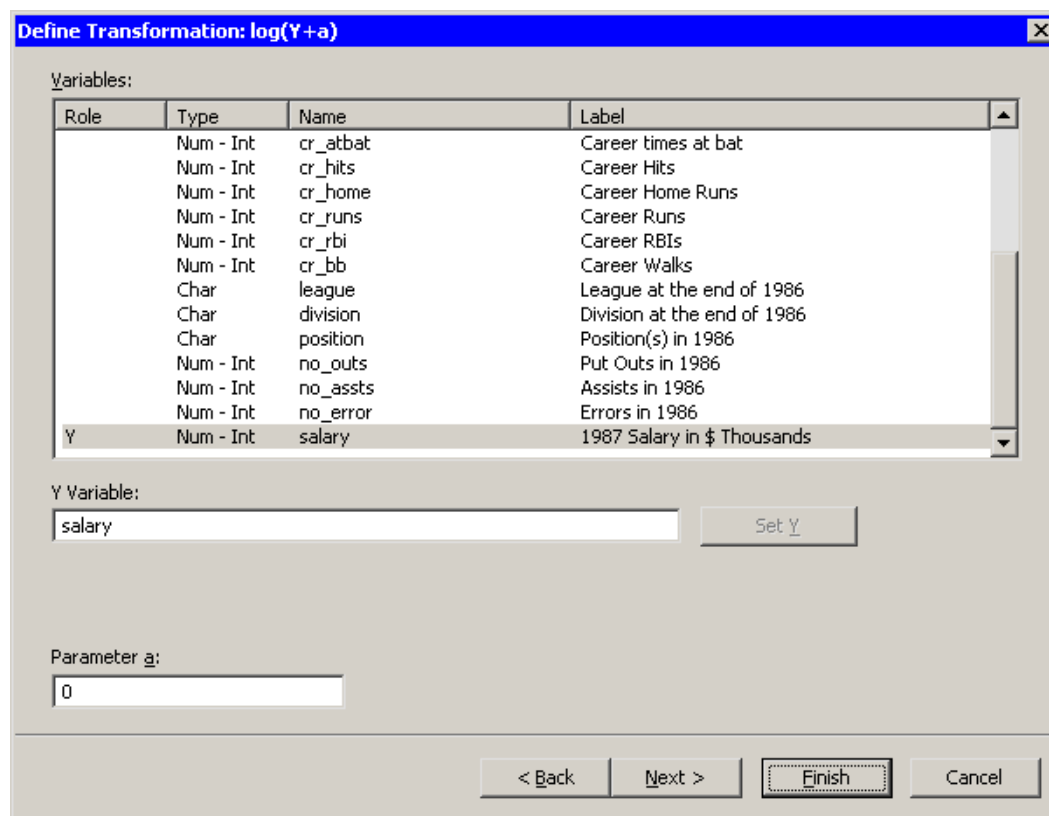 Define Transformation: log(Y+a)
Variables:
Role Type Name Label
Num - Int cr_atbat Career times at bat
Num - Int cr_hits Career Hits
Num - Int cr_home Career Home Runs
Num - Int cr_runs Career Runs
Num - Int cr_rbi Career RBIs
Num - Int cr_bb Career Walks
Char league League at the end of 1986
Char division Division at the end of 1986
Char position Position(s) in 1986
Num - Int no_outs Put Outs in 1986
Num - Int no_assts Assists in 1986
Num - Int no_error Errors in 1986
Y Num - Int salary 1987 Salary in $ Thousands
Y Variable:
salary Set Y
Parameter a:
0
< Back Next > Finish Cancel